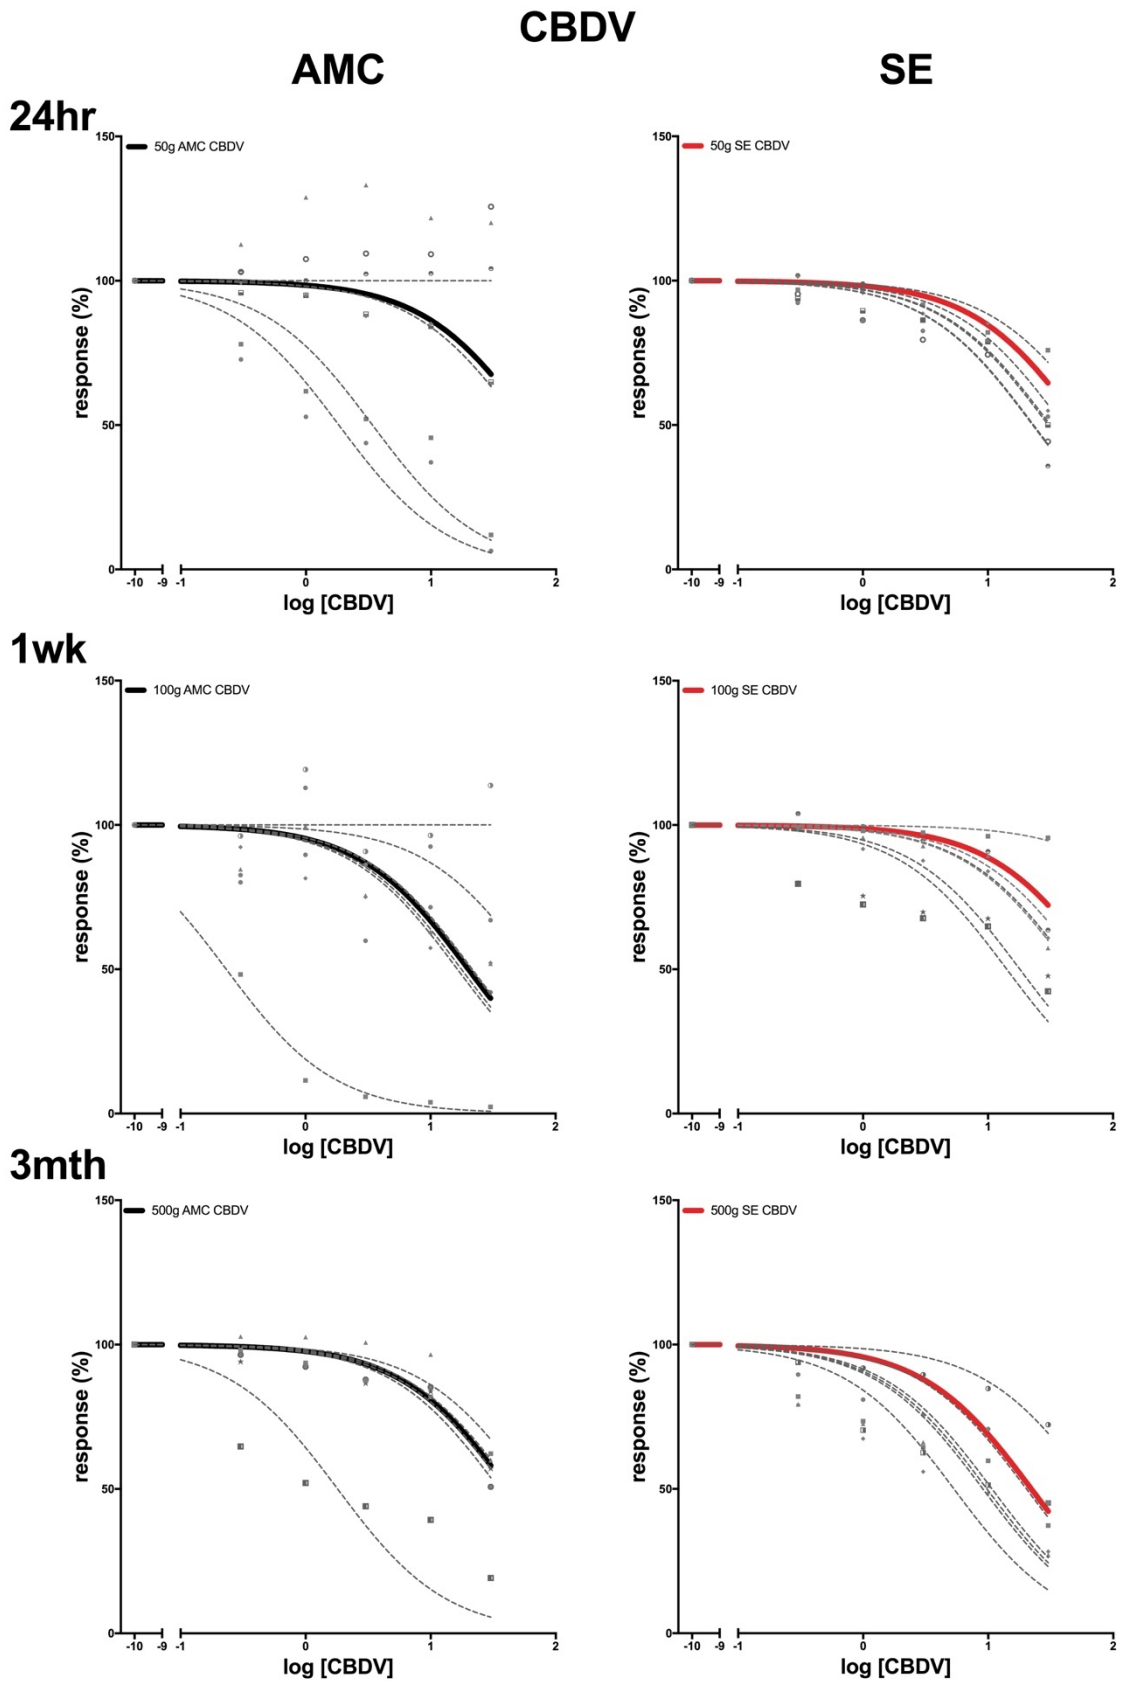 CBDV
AMC SE
24hr
150 150
50g AMC CBDV 50g SE CBDV
100 100
response (%) response (%)
50 50
0 0
-10 -9 -1 0 1 2 -10 -9 -1 0 1 2
log [CBDV] log [CBDV]
1wk
150 150
100g AMC CBDV 100g SE CBDV
100 100
response (%) response (%)
50 50
0 0
-10 -9 -1 0 1 2 -10 -9 -1 0 1 2
log [CBDV] log [CBDV]
3mth
150 150
500g AMC CBDV 500g SE CBDV
100 100
response (%) response (%)
50 50
0 0
-10 -9 -1 0 1 2 -10 -9 -1 0 1 2
log [CBDV] log [CBDV]